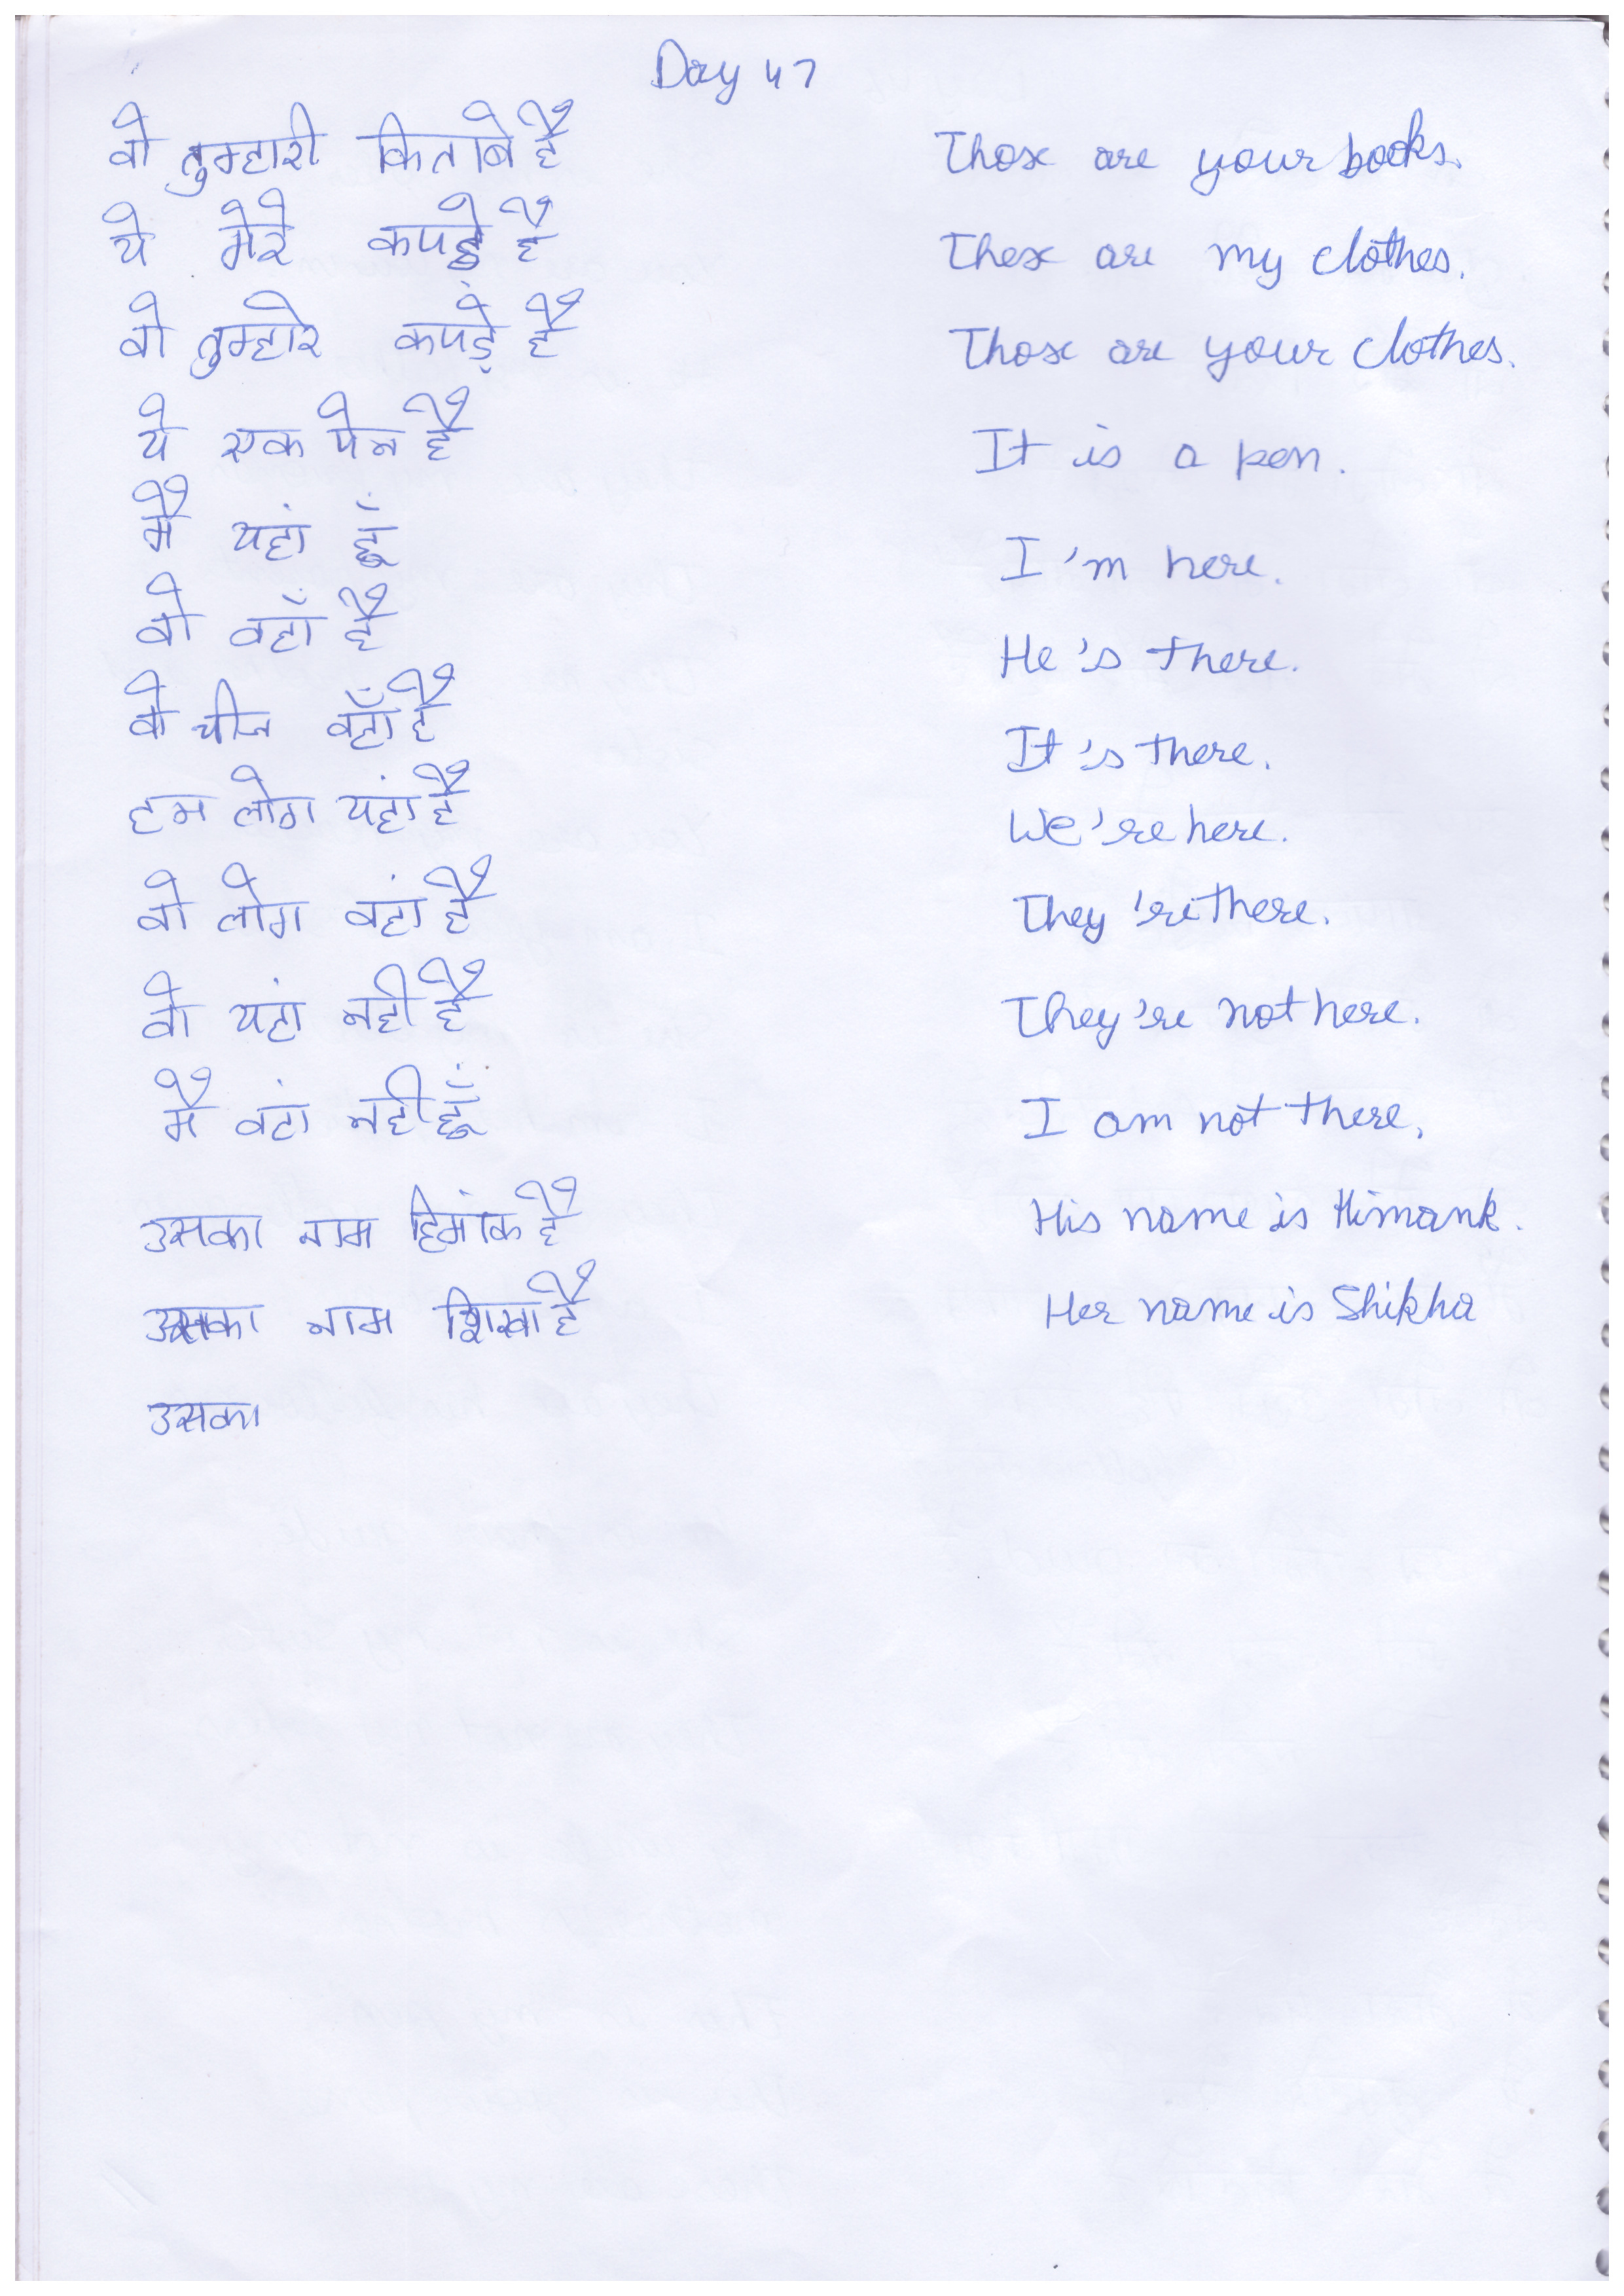 Day 47
वो तुम्हारी किताबे है Those are your books.
ये मेरे कपड़े है These are my clothes.
वो तुम्हारे कपड़े है Those are your clothes.
ये एक पेन है It is a pen.
मै यहां हूँ I'm here.
वो वहाँ है He's there.
वो चीज वहाँ है It's there.
हम लोग यहां है We're here.
वो लोग वहां है They're there.
वो यहां नही है They're not here.
मै वहां नही हूँ I am not there.
उसका नाम हिमांक है His name is Himank.
उसका नाम शिखा है Her name is Shikha
उसका